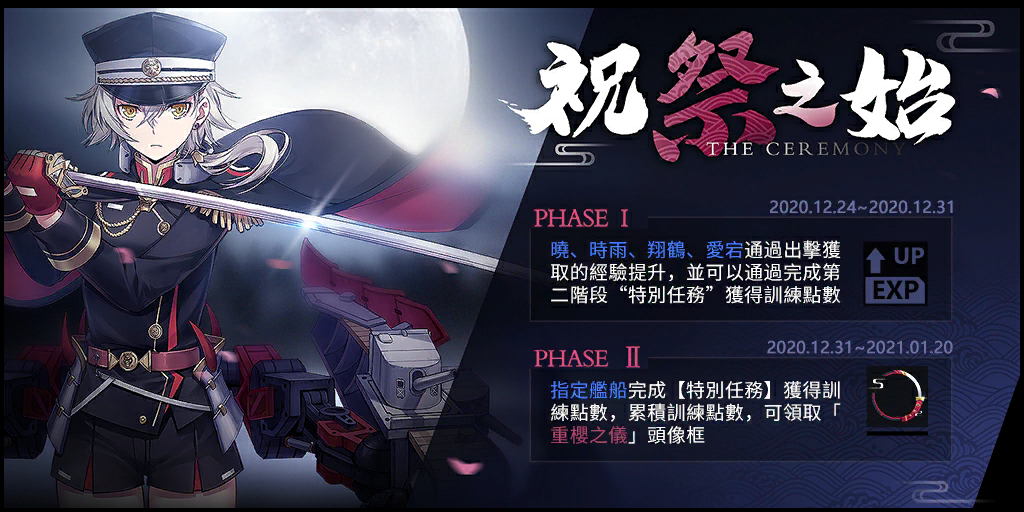 祝祭之始
THE CEREMONY
PHASE I
2020.12.24~2020.12.31
曉、時雨、翔鶴、愛宕通過出擊獲
取的經驗提升，並可以通過完成第
二階段“特別任務”獲得訓練點數
UP
EXP
PHASE II
2020.12.31~2021.01.20
指定艦船完成【特別任務】獲得訓
練點數，累積訓練點數，可領取「
重櫻之儀」頭像框